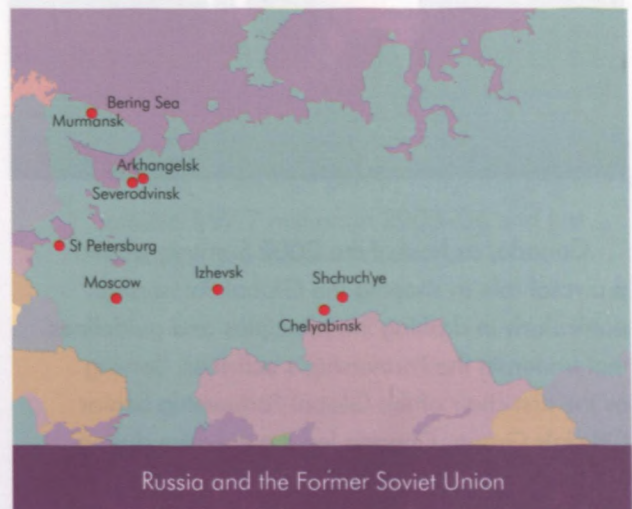 Bering Sea
Murmansk
Arkhangelsk
Severodvinsk
St Petersburg
Izhevsk
Shchuch'ye
Moscow
Chelyabinsk
Russia and the Former Soviet Union